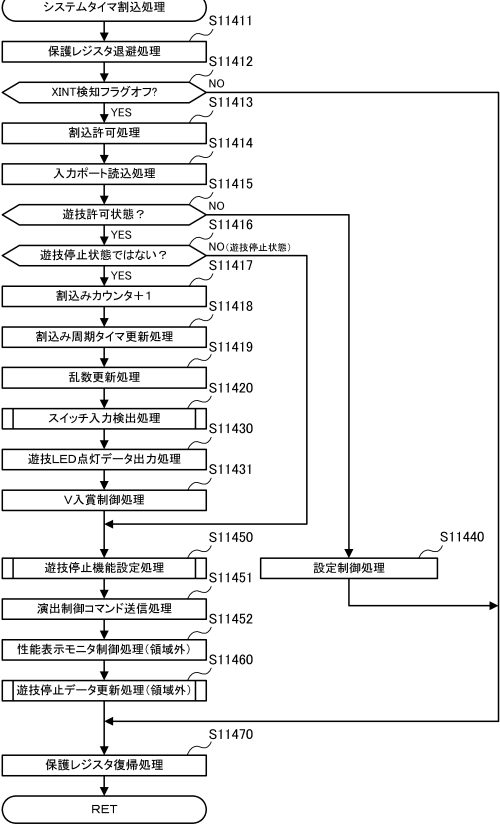 システムタイマ割込処理
S11411
保護レジスタ退避処理
S11412
XINT検知フラグオフ?
NO
YES
S11413
割込許可処理
S11414
入力ポート読込処理
S11415
遊技許可状態？
NO
YES
S11416
遊技停止状態ではない？
NO(遊技停止状態)
YES
S11417
割込みカウンタ＋1
S11418
割込み周期タイマ更新処理
S11419
乱数更新処理
S11420
スイッチ入力検出処理
S11430
遊技LED点灯データ出力処理
S11431
V入賞制御処理
S11450
遊技停止機能設定処理
S11440
設定制御処理
S11451
演出制御コマンド送信処理
S11452
性能表示モニタ制御処理(領域外)
S11460
遊技停止データ更新処理(領域外)
S11470
保護レジスタ復帰処理
RET